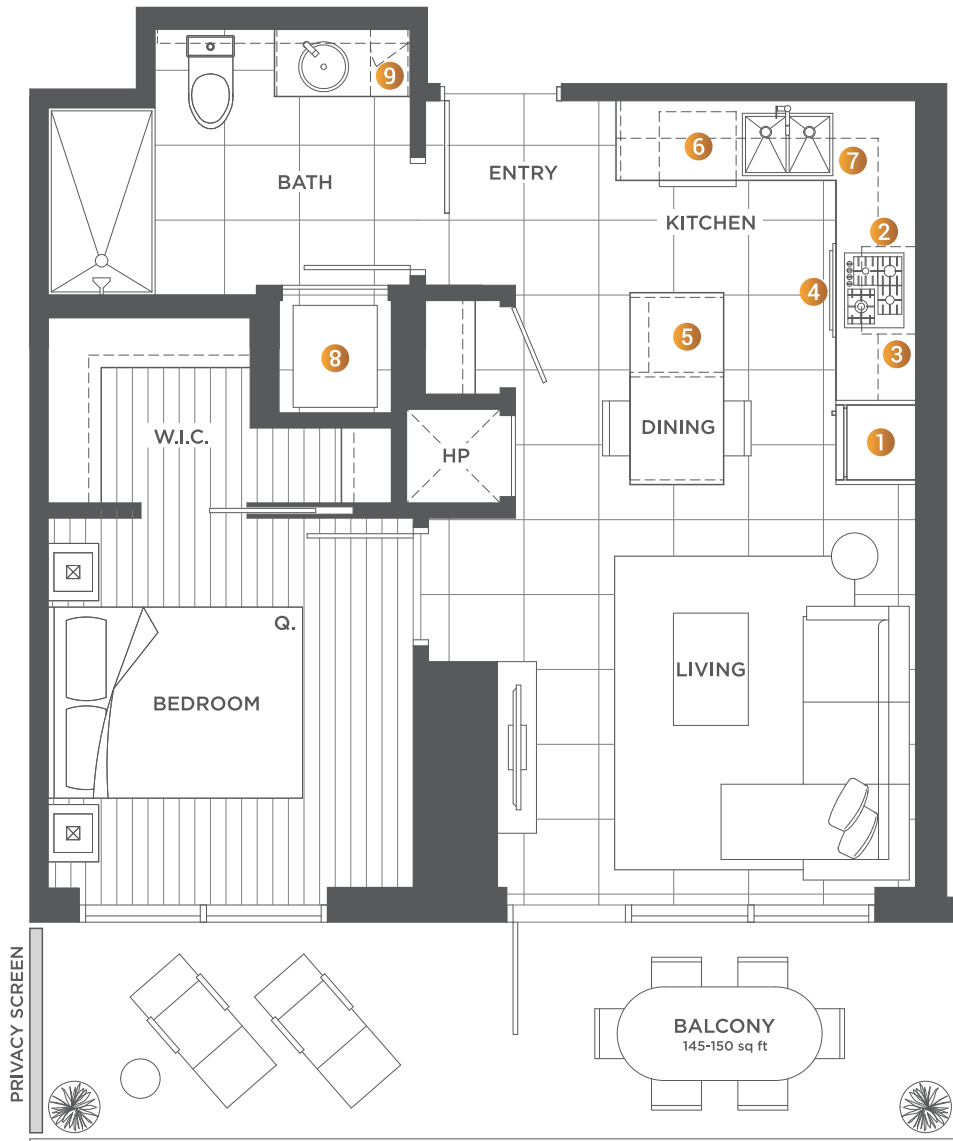 9
6
7
BATH
ENTRY
KITCHEN
2
4
5
3
8
DINING
W.I.C.
HP
1
Q.
LIVING
BEDROOM
PRIVACY SCREEN
BALCONY
145-150 sq ft